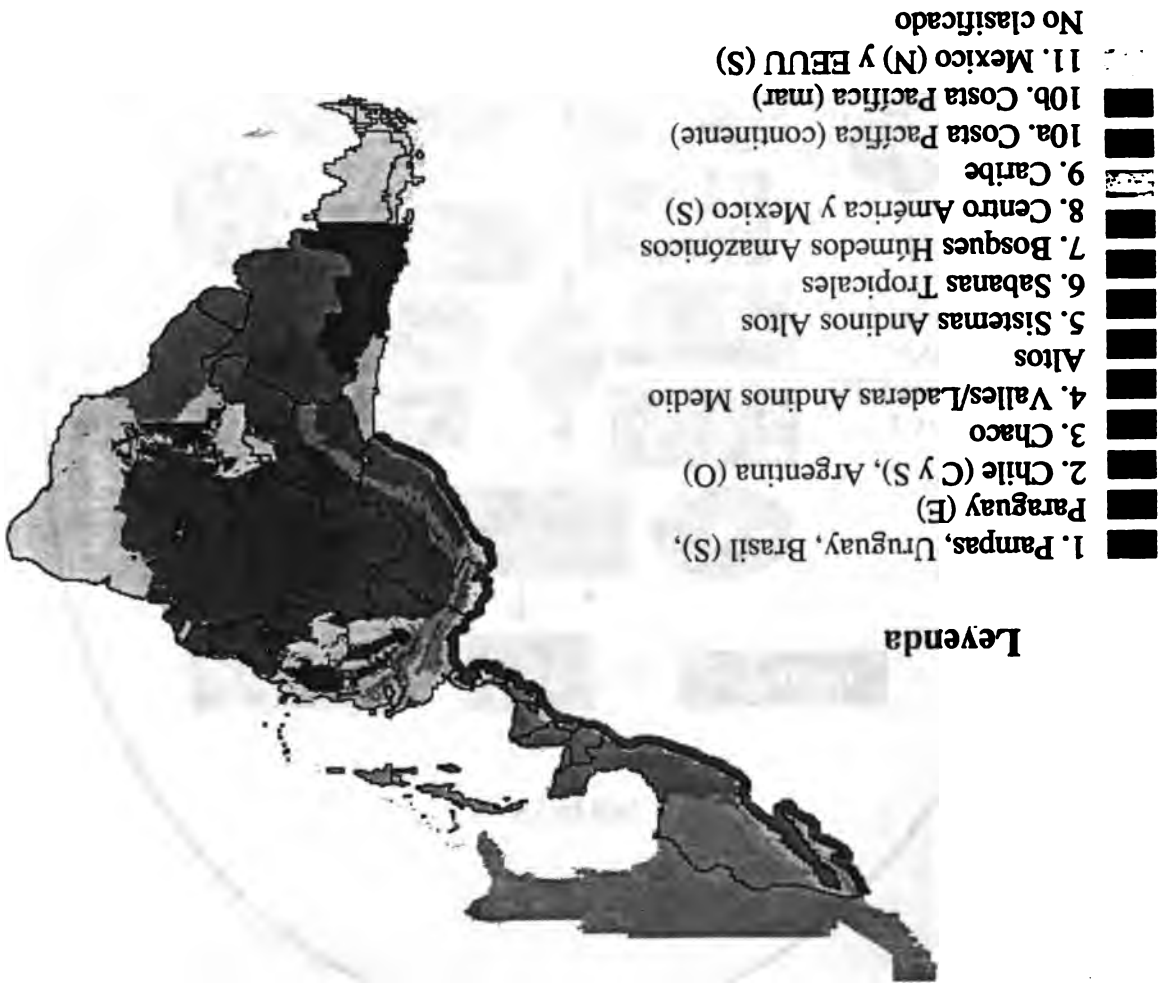 Leyenda
1. Pampas, Uruguay, Brasil (S),
Paraguay (E)
2. Chile (C y S), Argentina (O)
3. Chaco
4. Valles/Laderas Andinos Medio
Altos
5. Sistemas Andinos Altos
6. Sabanas Tropicales
7. Bosques Húmedos Amazónicos
8. Centro América y Mexico (S)
9. Caribe
10a. Costa Pacífica (continente)
10b. Costa Pacífica (mar)
11. Mexico (N) y EEUU (S)
No clasificado